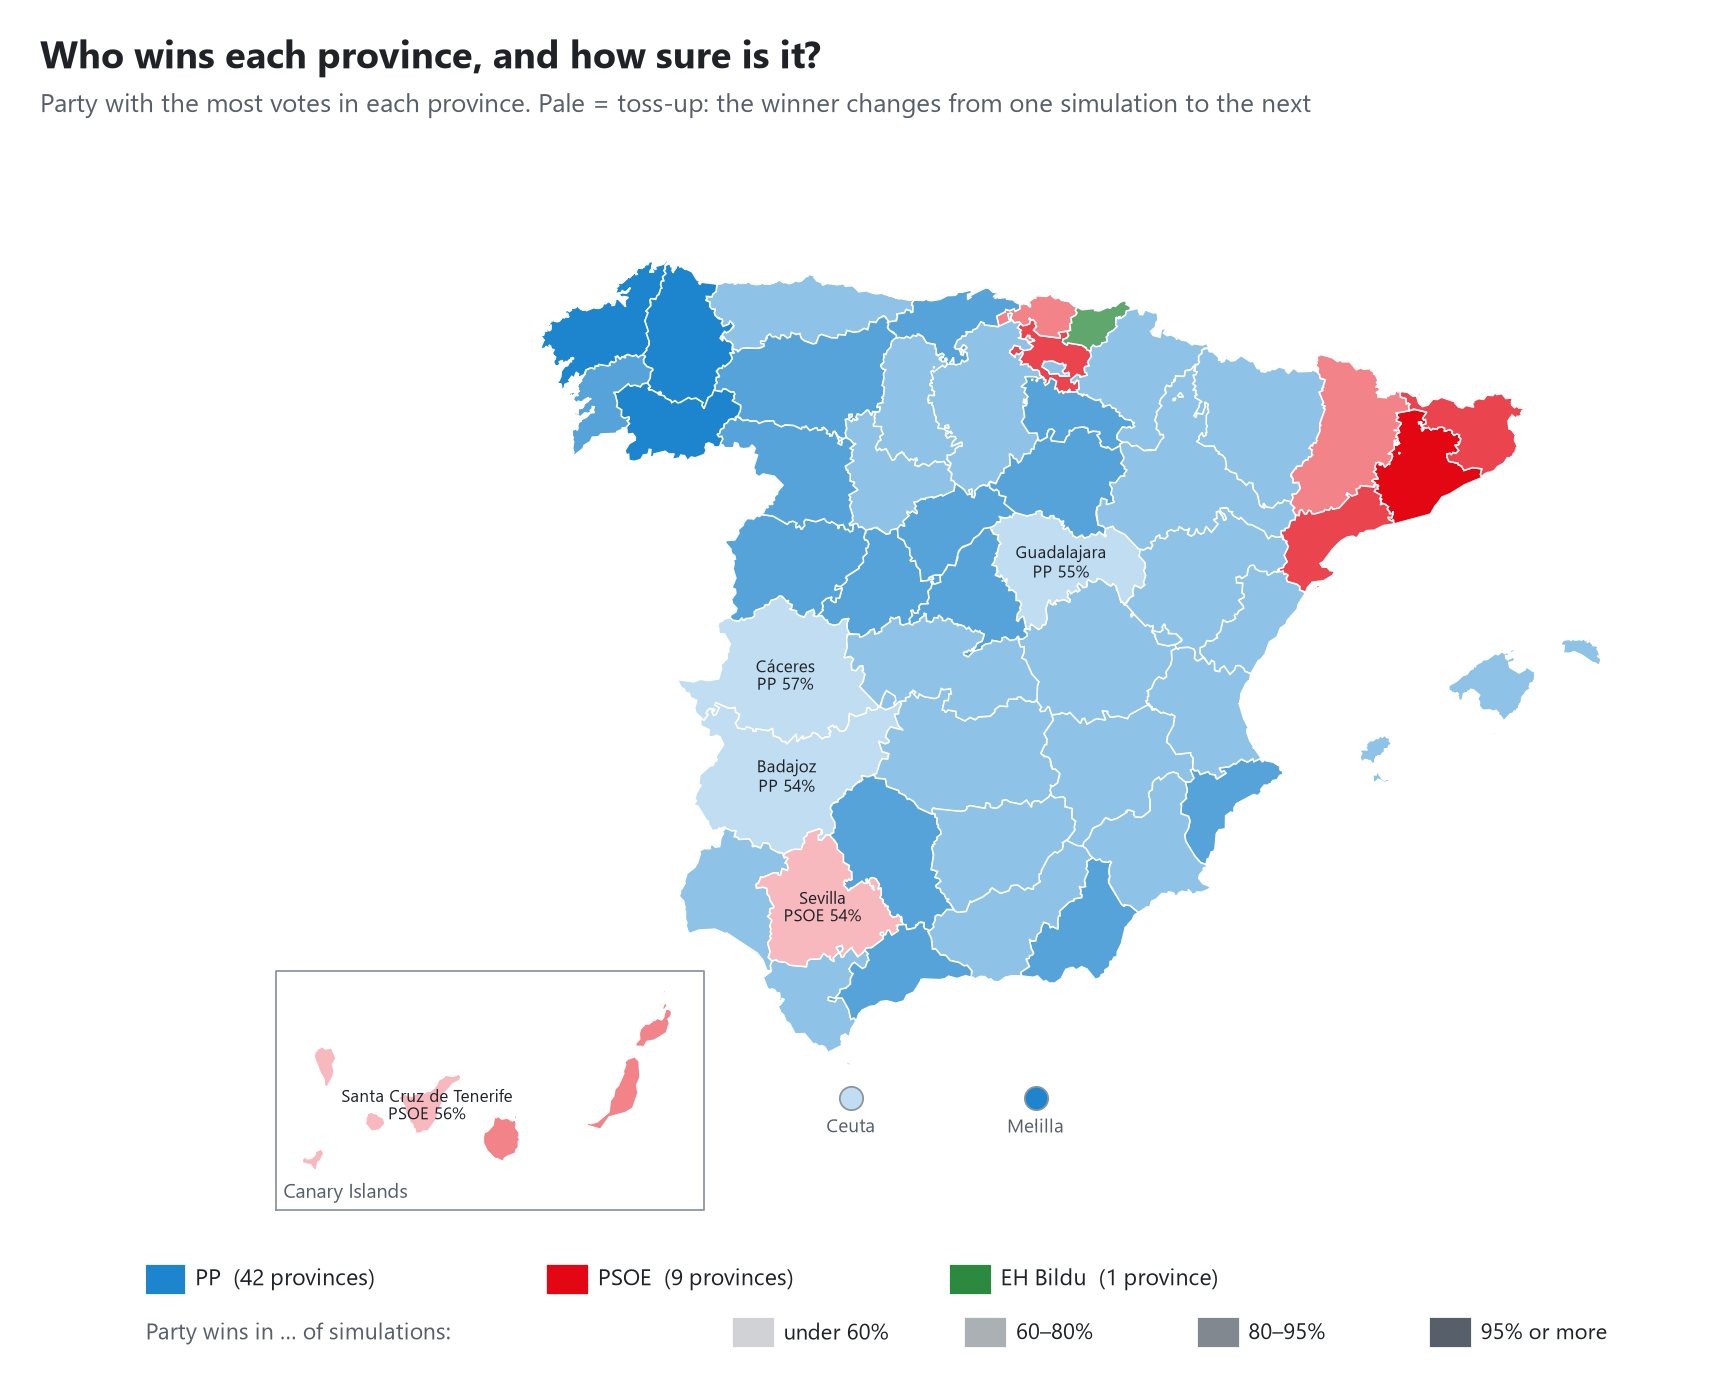 Who wins each province, and how sure is it?
Party with the most votes in each province. Pale = toss-up: the winner changes from one simulation to the next
Guadalajara
PP 55%
Cáceres
PP 57%
Badajoz
PP 54%
Sevilla
PSOE 54%
Santa Cruz de Tenerife
PSOE 56%
Canary Islands
Ceuta
Melilla
PP (42 provinces)
PSOE (9 provinces)
EH Bildu (1 province)
Party wins in ... of simulations:
under 60%
60–80%
80–95%
95% or more